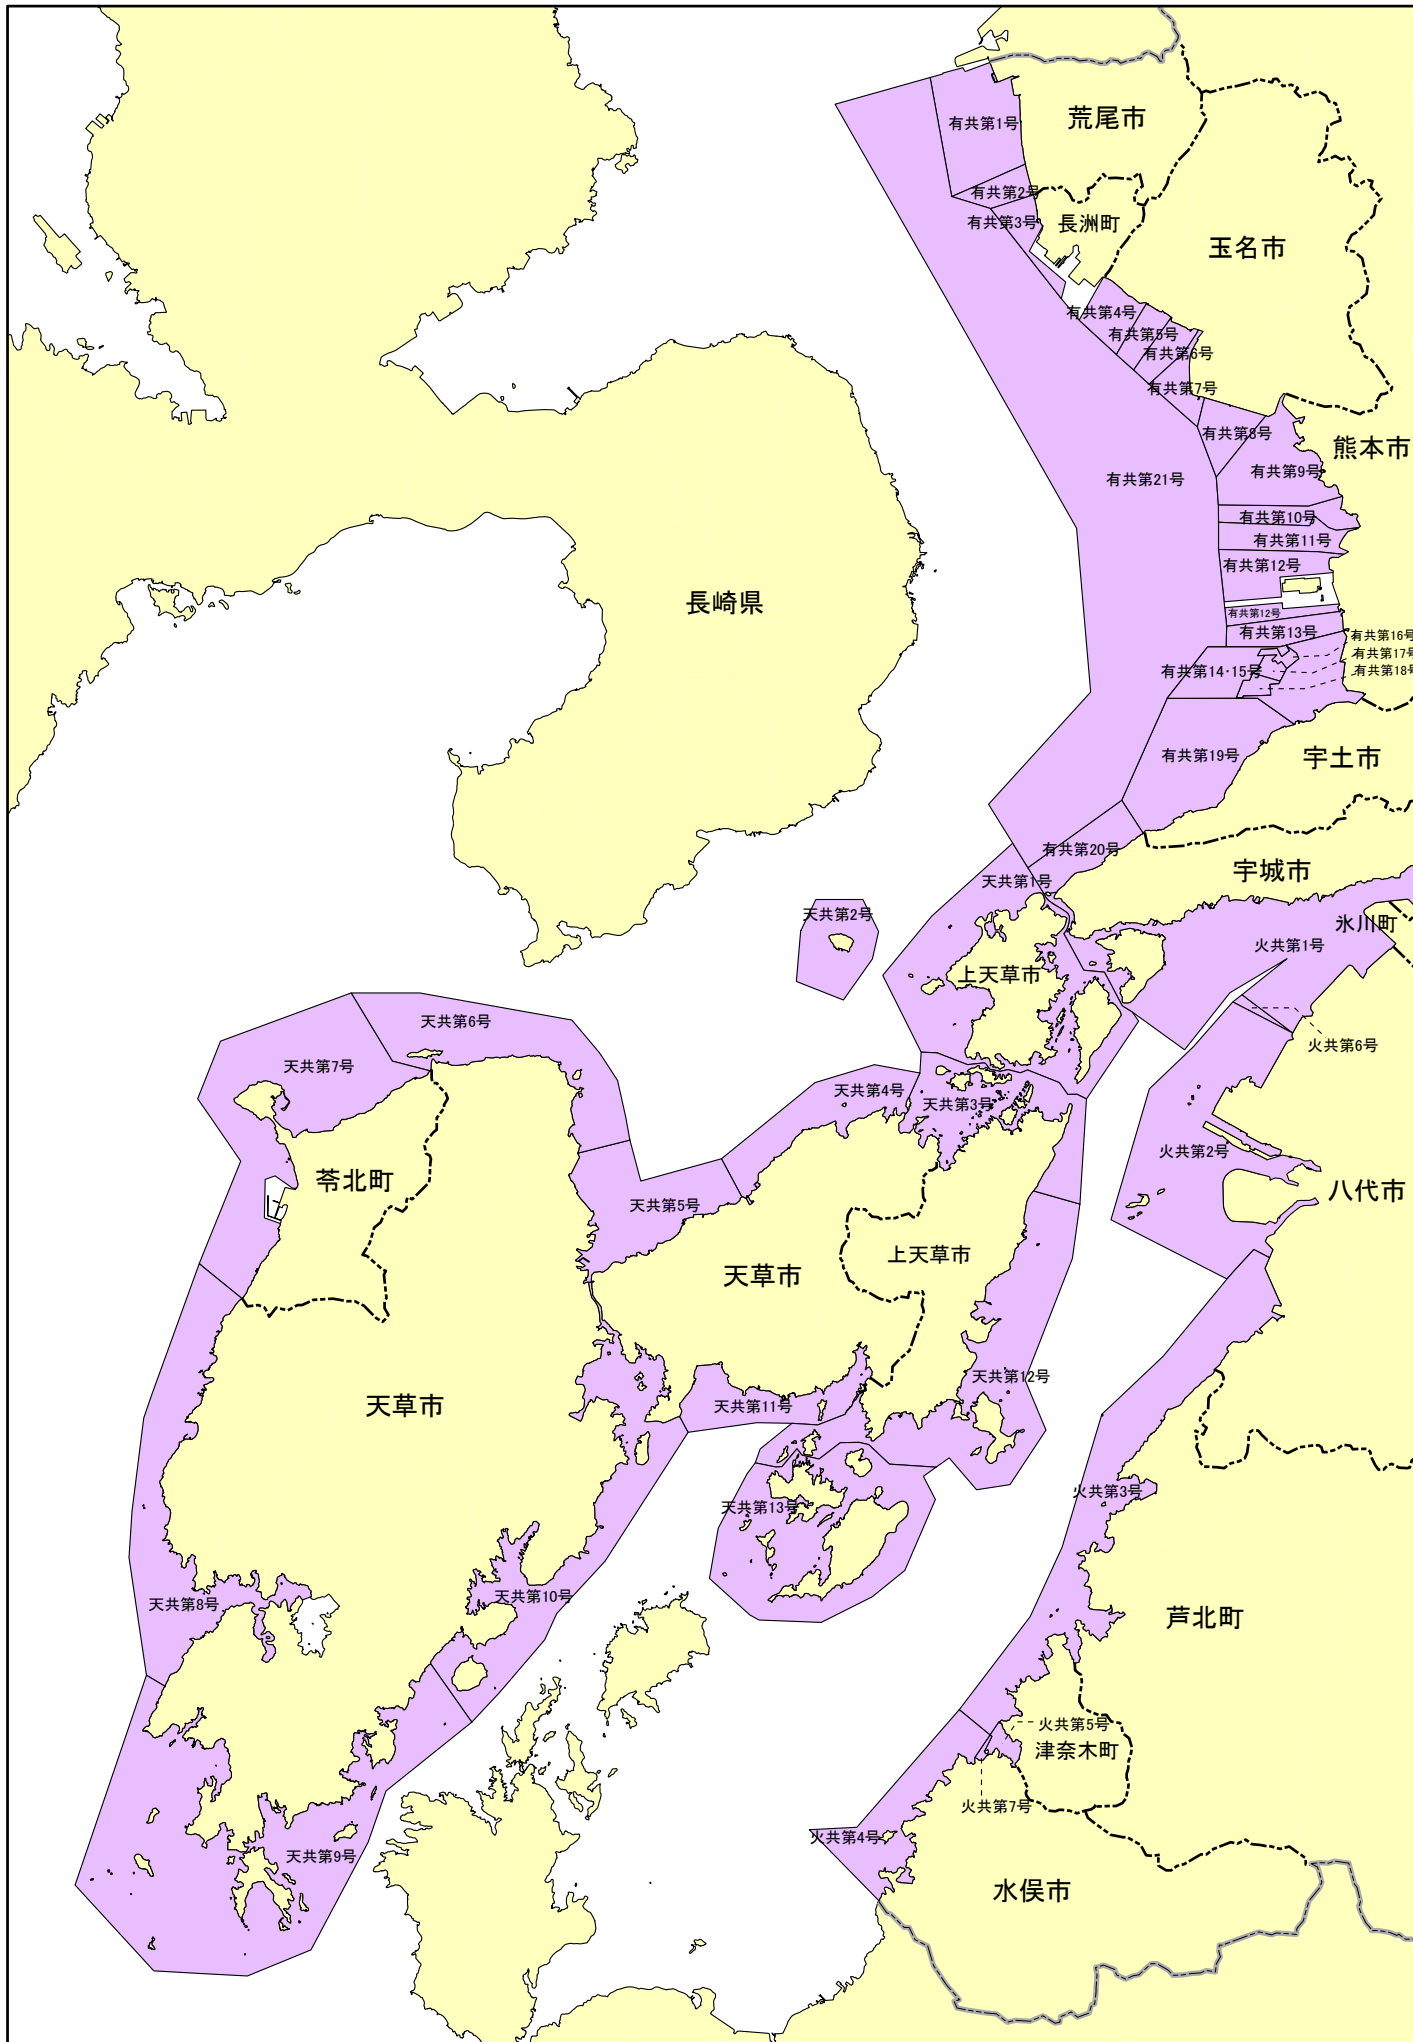 荒尾市
有共第1号
有共第2号
有共第3号
長洲町
玉名市
有共第4号
有共第5号
有共第6号
有共第7号
有共第8号
熊本市
有共第9号
有共第21号
有共第10号
有共第11号
有共第12号
長崎県
有共第12号
有共第13号
有共第16号
有共第17号
有共第18号
有共第14・15号
有共第19号
宇土市
有共第20号
宇城市
天共第1号
天共第2号
氷川町
火共第1号
上天草市
天共第6号
火共第6号
天共第7号
天共第4号
天共第3号
火共第2号
苓北町
八代市
天共第5号
上天草市
天草市
天共第12号
天草市
天共第11号
火共第3号
天共第13号
天共第10号
天共第8号
芦北町
火共第5号
津奈木町
火共第7号
火共第4号
天共第9号
水俣市